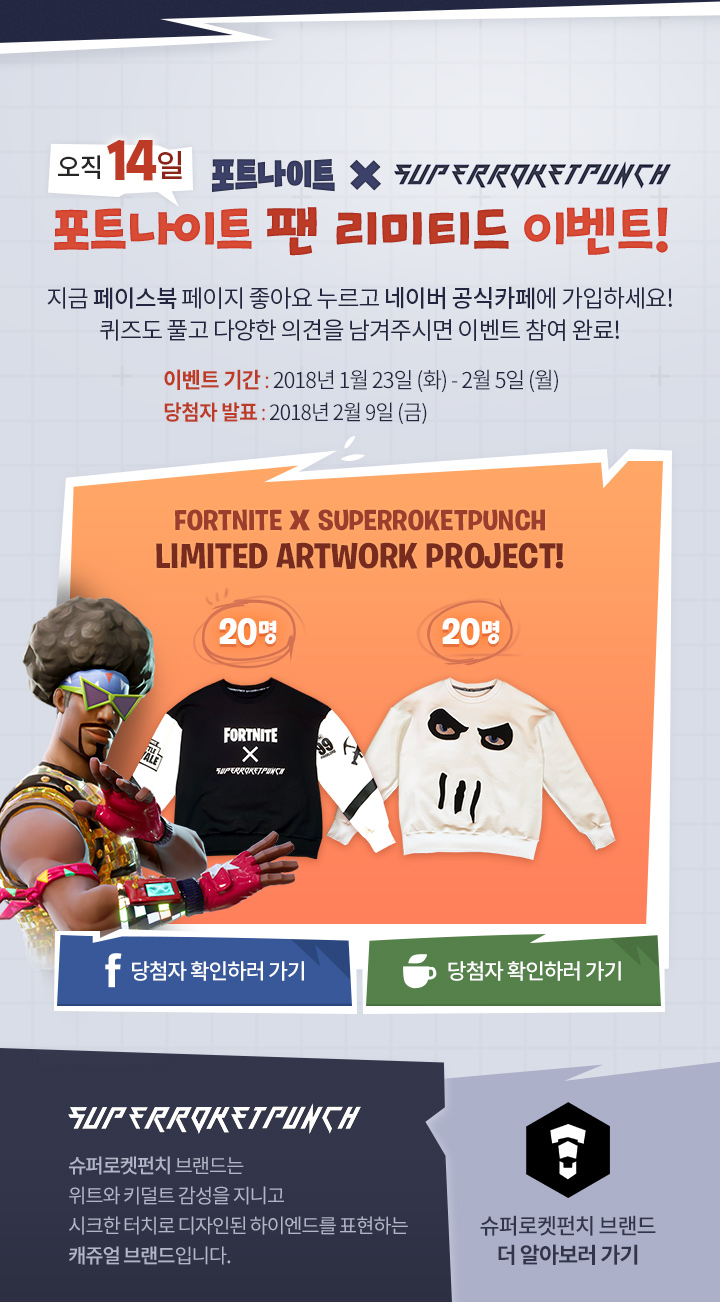 오직 14일
포트나이트 X SUPERROKETPUNCH
포트나이트 팬 리미티드 이벤트!
지금 페이스북 페이지 좋아요 누르고 네이버 공식카페에 가입하세요!
퀴즈도 풀고 다양한 의견을 남겨주시면 이벤트 참여 완료!
이벤트 기간 : 2018년 1월 23일 (화) - 2월 5일 (월)
당첨자 발표 : 2018년 2월 9일 (금)
FORTNITE X SUPERROKETPUNCH
LIMITED ARTWORK PROJECT!
20명
20명
FORTNITE
X
SUPERROKETPUNCH
99
f 당첨자 확인하러 가기
당첨자 확인하러 가기
SUPERROKETPUNCH
슈퍼로켓펀치 브랜드는
위트와 키덜트 감성을 지니고
시크한 터치로 디자인된 하이엔드를 표현하는
캐쥬얼 브랜드입니다.
슈퍼로켓펀치 브랜드
더 알아보러 가기